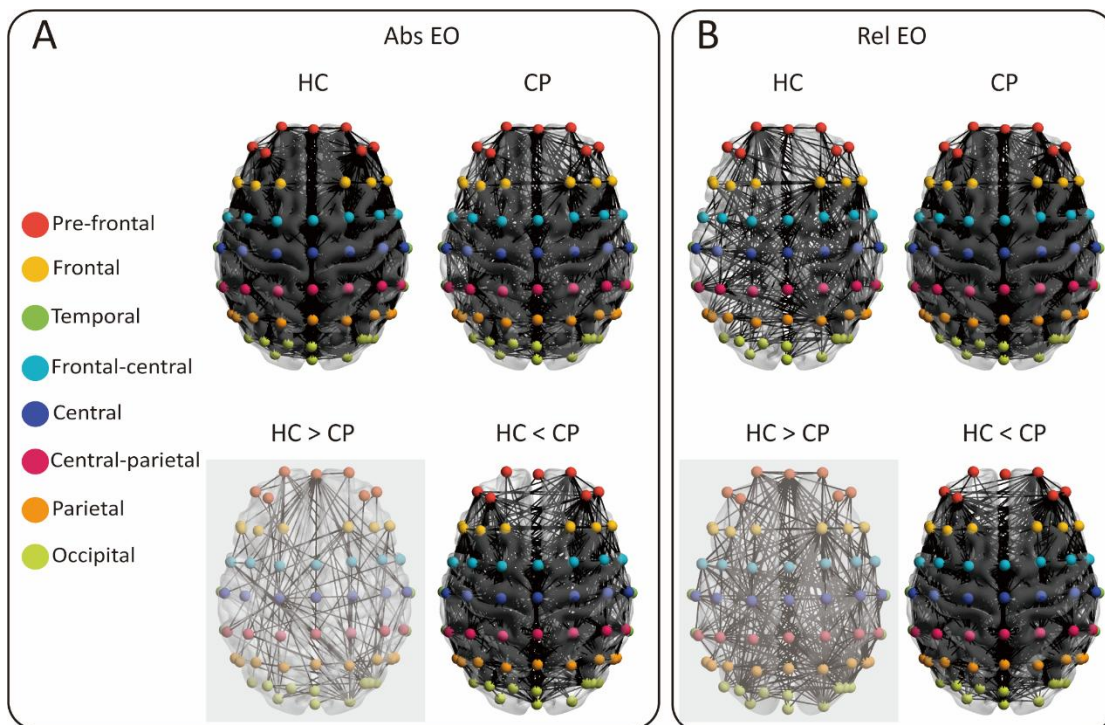 A
Abs EO
HC
CP
Pre-frontal
Frontal
Temporal
Frontal-central
Central
Central-parietal
Parietal
Occipital
HC > CP
HC < CP
B
Rel EO
HC
CP
HC > CP
HC < CP